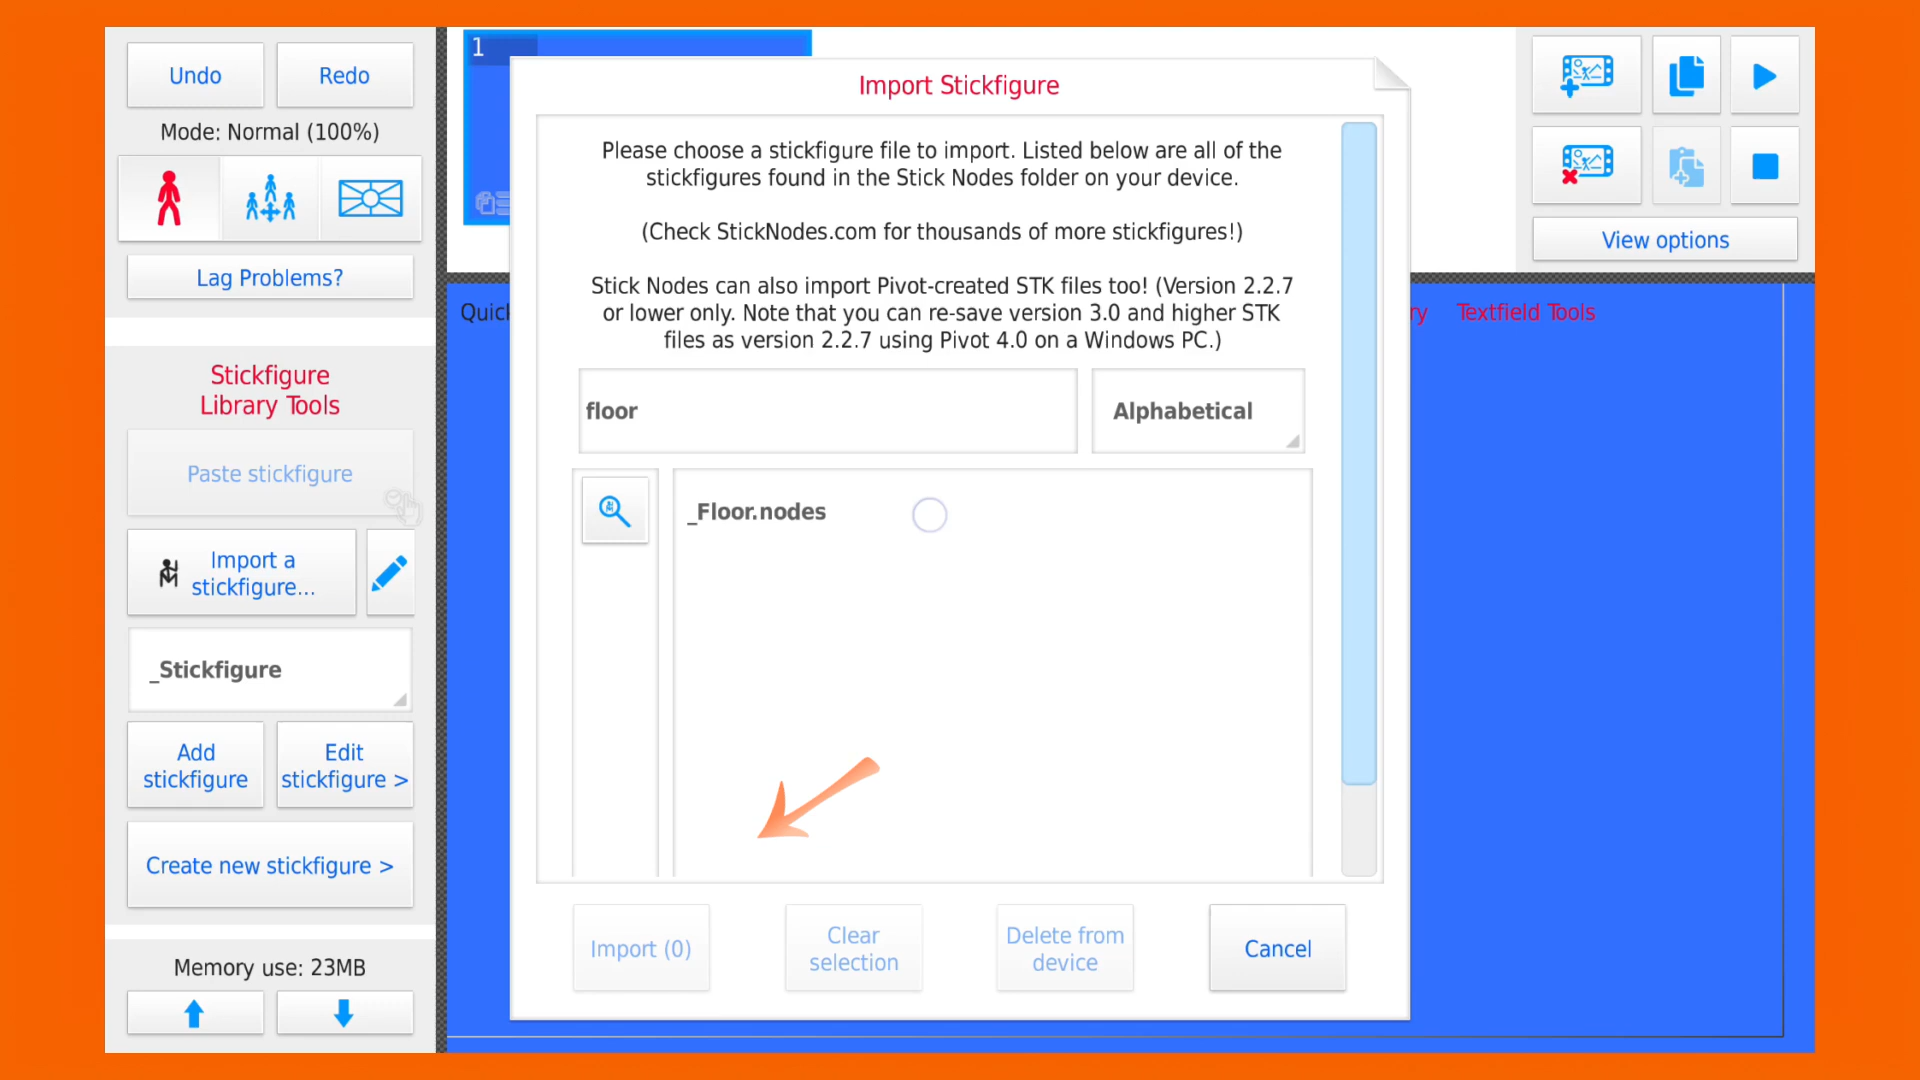 Undo
Redo
Mode: Normal (100%)
Lag Problems?
Stickfigure
Library Tools
Paste stickfigure
Import a
stickfigure...
_Stickfigure
Add
stickfigure
Edit
stickfigure >
Create new stickfigure >
Memory use: 23MB
1
Import Stickfigure
Please choose a stickfigure file to import. Listed below are all of the
stickfigures found in the Stick Nodes folder on your device.
(Check StickNodes.com for thousands of more stickfigures!)
Stick Nodes can also import Pivot-created STK files too! (Version 2.2.7
or lower only. Note that you can re-save version 3.0 and higher STK
files as version 2.2.7 using Pivot 4.0 on a Windows PC.)
floor
Alphabetical
_Floor.nodes
Import (0)
Clear
selection
Delete from
device
Cancel
View options
Textfield Tools